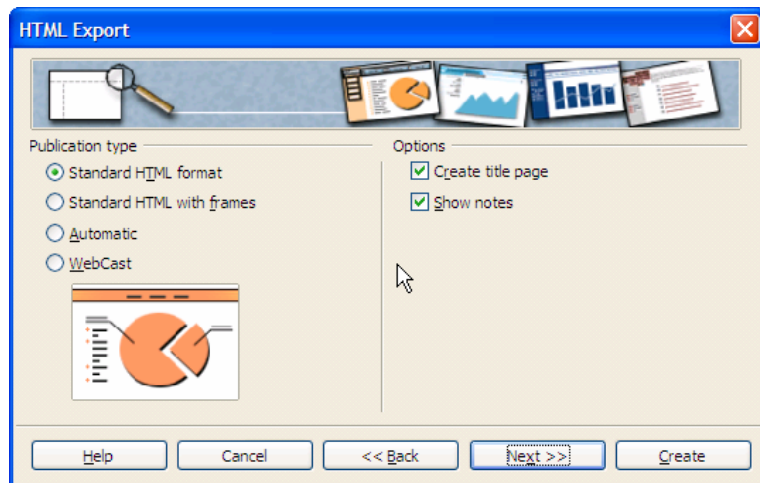 HTML Export
Publication type
Standard HTML format
Standard HTML with frames
Automatic
WebCast
Options
Create title page
Show notes
Help
Cancel
<< Back
Next >>
Create